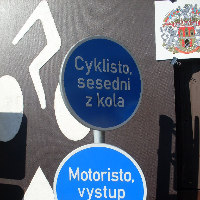 Cyklisto,
sesedni
z kola
Motoristo,
vystup